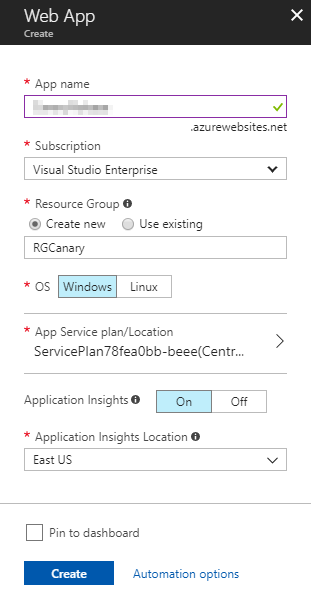 Web App
Create
* App name
.azurewebsites.net
* Subscription
Visual Studio Enterprise
* Resource Group
Create new Use existing
RGCanary
* OS Windows Linux
* App Service plan/Location
ServicePlan78fea0bb-beee(Centr...
Application Insights On Off
* Application Insights Location
East US
Pin to dashboard
Create Automation options